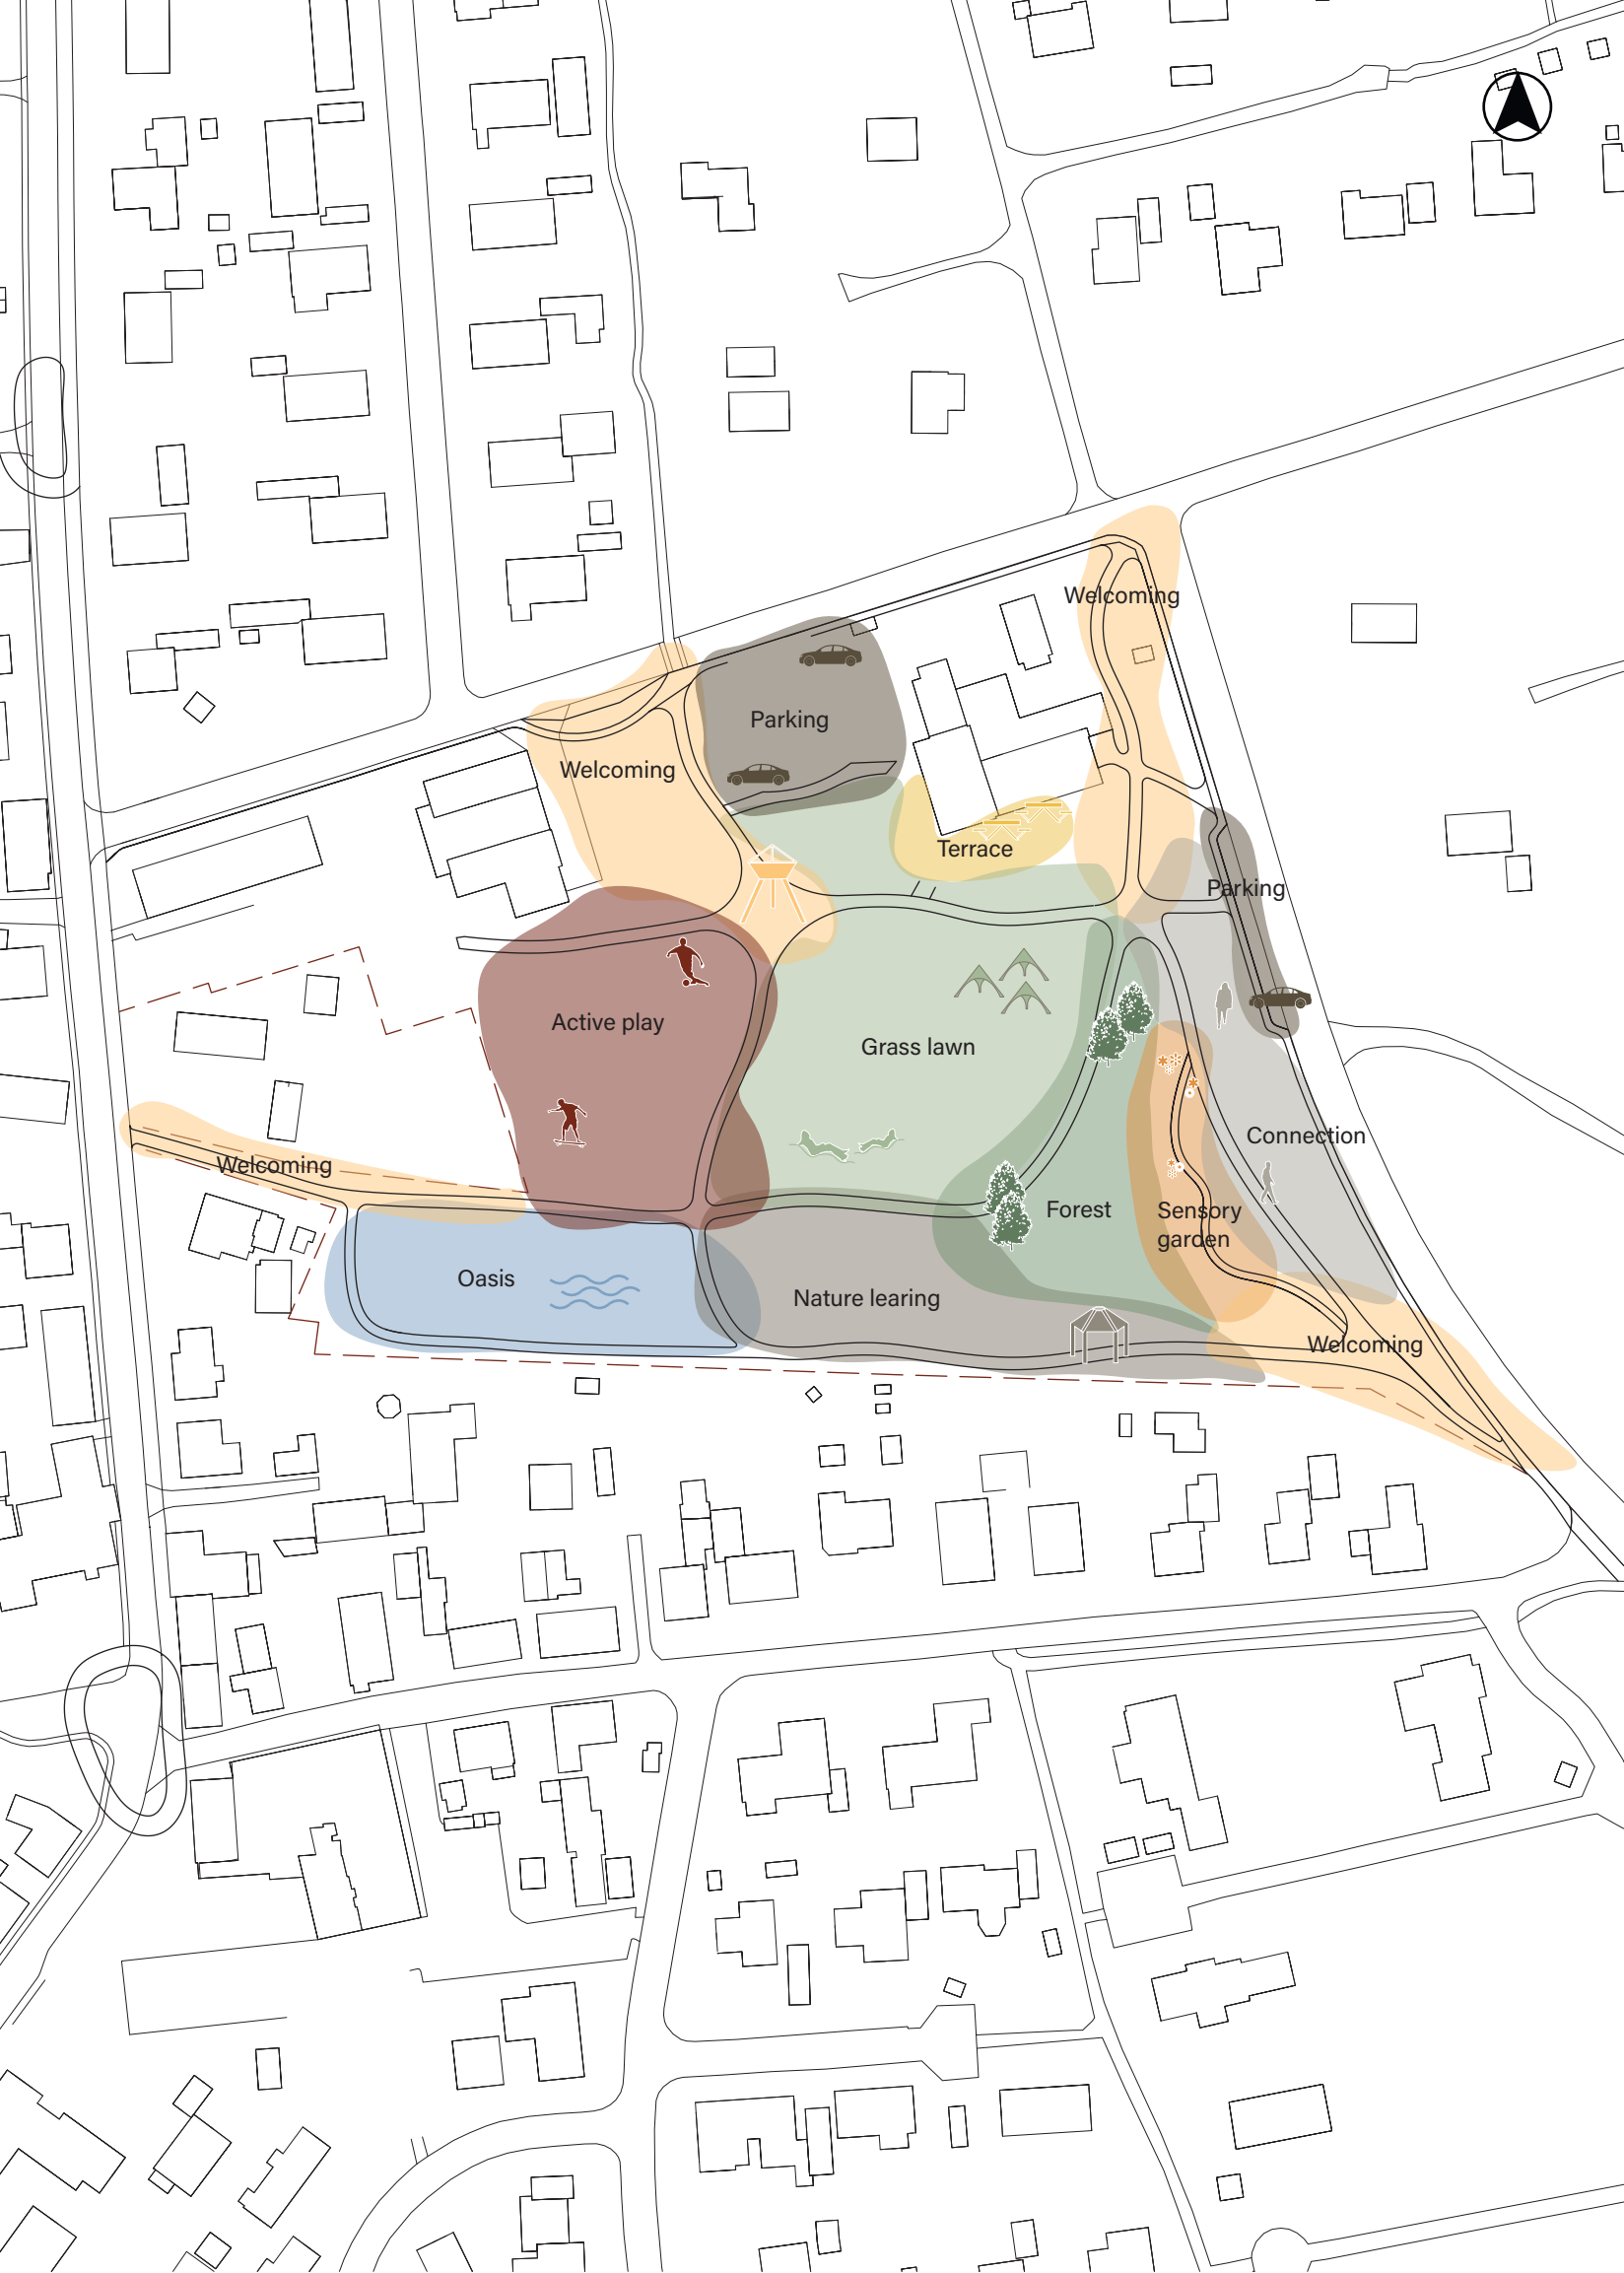 Welcoming
Parking
Welcoming
Terrace
Parking
Active play
Grass lawn
Connection
Welcoming
Forest
Sensory
garden
Oasis
Nature learing
Welcoming